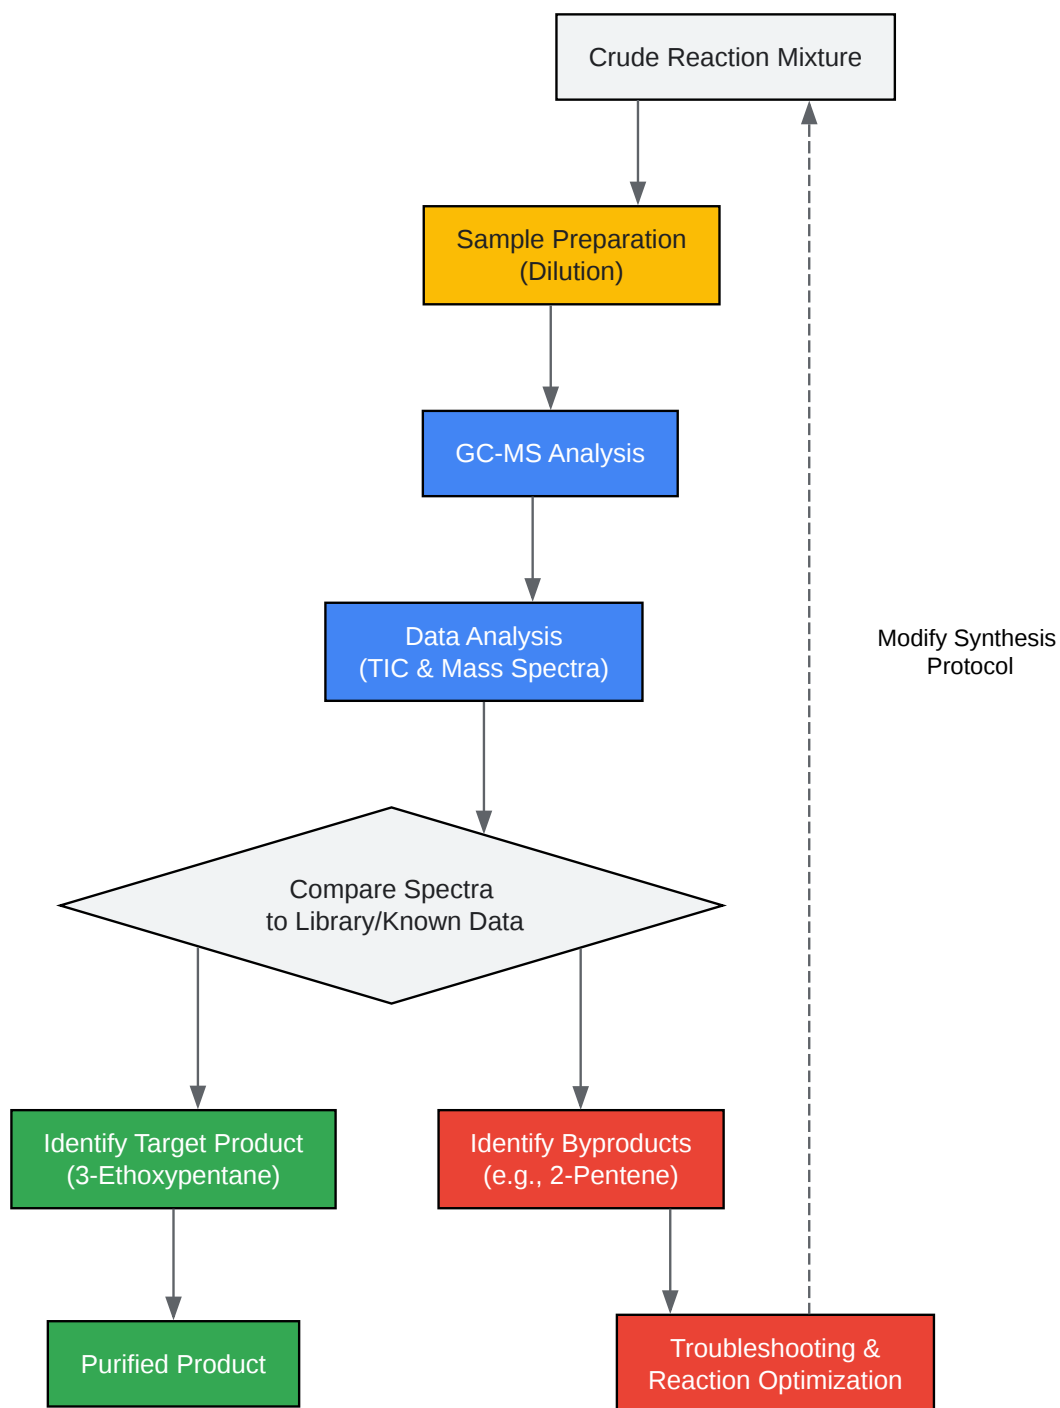 Crude Reaction Mixture
Sample Preparation
(Dilution)
GC-MS Analysis
Data Analysis
(TIC & Mass Spectra)
Modify Synthesis
Protocol
Compare Spectra
to Library/Known Data
Identify Target Product
(3-Ethoxypentane)
Identify Byproducts
(e.g., 2-Pentene)
Purified Product
Troubleshooting &
Reaction Optimization